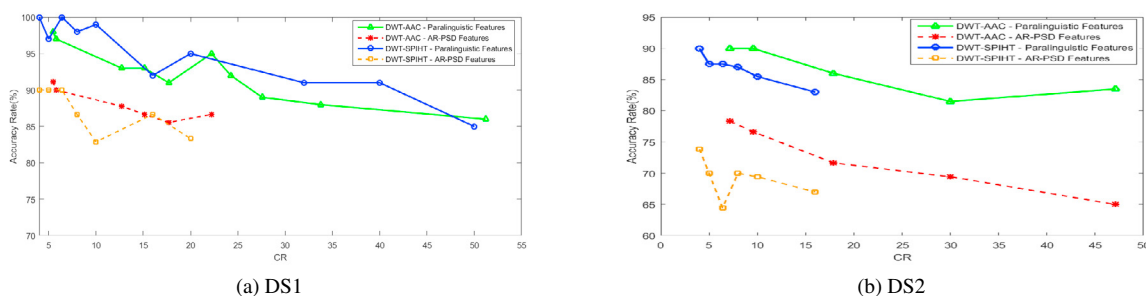 100
95
90
85
80
75
70
Accuracy Rate(%)
5
10
15
20
25
30
35
40
45
50
55
CR
DWT-AAC - Paralinguistic Features
DWT-AAC - AR-PSD Features
DWT-SPIHT - Paralinguistic Features
DWT-SPIHT - AR-PSD Features
(a) DS1
95
90
85
80
75
70
65
60
Accuracy Rate(%)
0
5
10
15
20
25
30
35
40
45
50
CR
DWT-AAC - Paralinguistic Features
DWT-AAC - AR-PSD Features
DWT-SPIHT - Paralinguistic Features
DWT-SPIHT - AR-PSD Features
(b) DS2